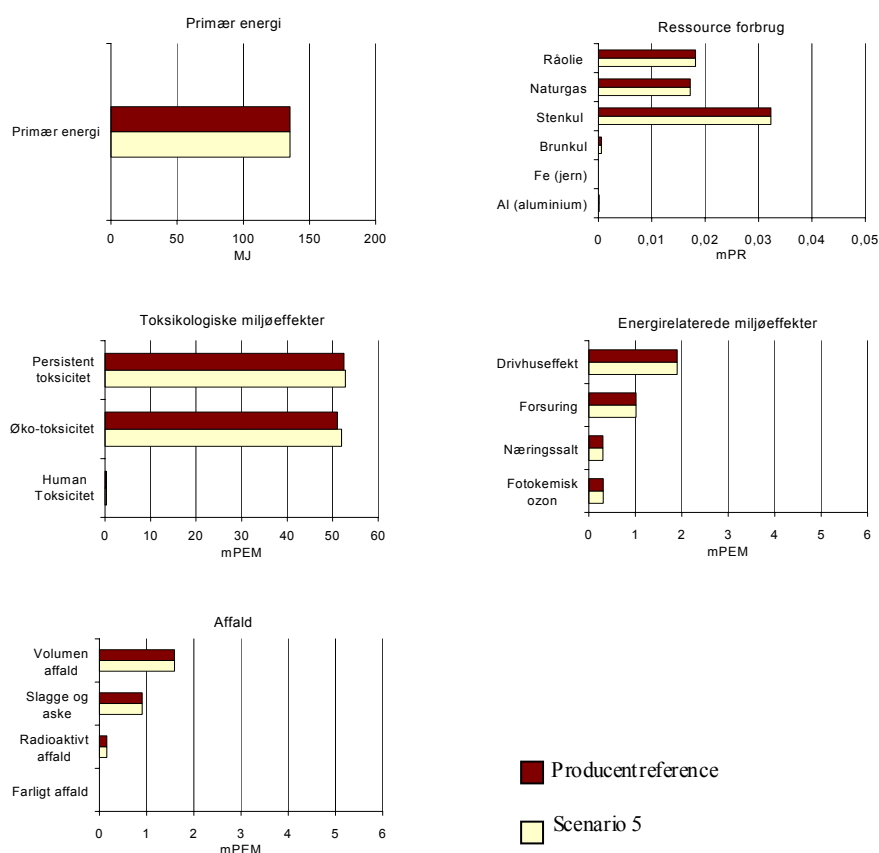 Primær energi
Primær energi
0 50 100 150 200
MJ
Ressource forbrug
Råolie
Naturgas
Stenkul
Brunkul
Fe (jern)
Al (aluminium)
0 0,01 0,02 0,03 0,04 0,05
mPR
Toksikologiske miljøeffekter
Persistent
toksicitet
Øko-toksicitet
Human
Toksicitet
0 10 20 30 40 50 60
mPEM
Energirelaterede miljøeffekter
Drivhuseffekt
Forsuring
Næringssalt
Fotokemisk
ozon
0 1 2 3 4 5 6
mPEM
Affald
Volumen
affald
Slagge og
aske
Radioaktivt
affald
Farligt affald
0 1 2 3 4 5 6
mPEM
Producentreference
Scenario 5